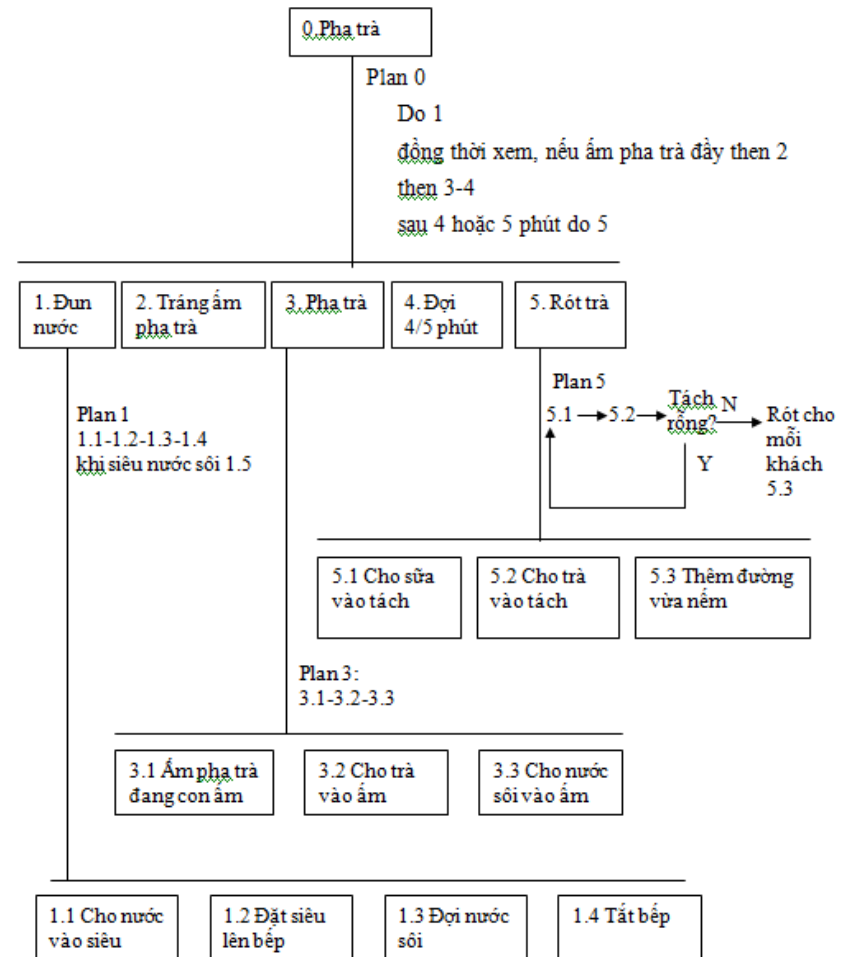 0.Pha trà
Plan 0
Do 1
đồng thời xem, nếu ấm pha trà đầy then 2
then 3-4
sau 4 hoặc 5 phút do 5
1. Đun
nước
2. Tráng ấm
pha trà
3. Pha trà
4. Đợi
4/5 phút
5. Rót trà
Plan 1
1.1-1.2-1.3-1.4
khi siêu nước sôi 1.5
Plan 5
5.1
5.2
Tách
rỗng?
N
Y
Rót cho
mỗi
khách
5.3
5.1 Cho sữa
vào tách
5.2 Cho trà
vào tách
5.3 Thêm đường
vừa nếm
Plan 3:
3.1-3.2-3.3
3.1 Ấm pha trà
đang con ấm
3.2 Cho trà
vào ấm
3.3 Cho nước
sôi vào ấm
1.1 Cho nước
vào siêu
1.2 Đặt siêu
lên bếp
1.3 Đợi nước
sôi
1.4 Tắt bếp